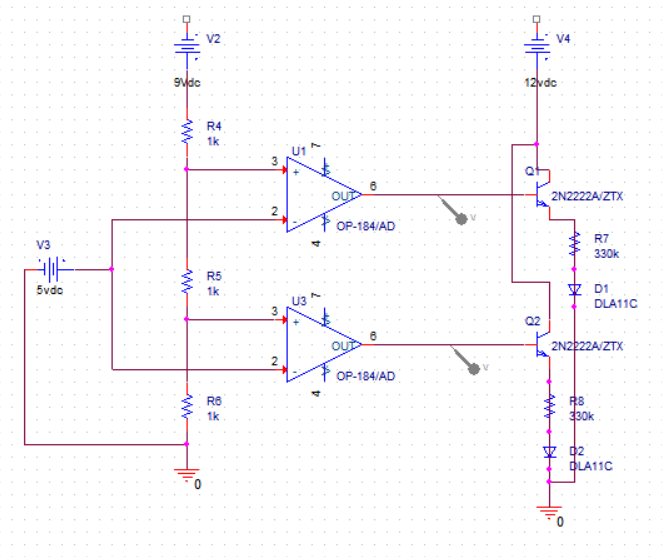 V2
9Vdc
V4
12vdc
R4
1k
U1
3
+
2
-
7
4
OUT
6
OP-184/AD
V
Q1
2N2222A/ZTX
R7
330k
D1
DLA11C
V3
5vdc
R5
1k
U3
3
+
2
-
7
4
OUT
6
OP-184/AD
V
Q2
2N2222A/ZTX
R6
1k
R8
330k
D2
DLA11C
0
0